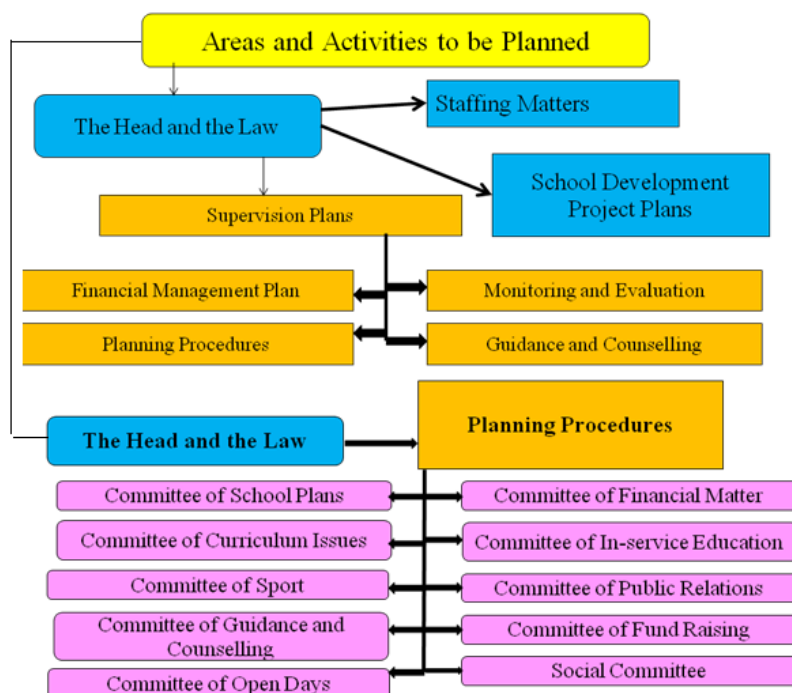 Areas and Activities to be Planned
The Head and the Law
Staffing Matters
School Development
Project Plans
Supervision Plans
Financial Management Plan
Monitoring and Evaluation
Planning Procedures
Guidance and Counselling
The Head and the Law
Planning Procedures
Committee of School Plans
Committee of Financial Matter
Committee of Curriculum Issues
Committee of In-service Education
Committee of Sport
Committee of Public Relations
Committee of Guidance and
Counselling
Committee of Fund Raising
Committee of Open Days
Social Committee